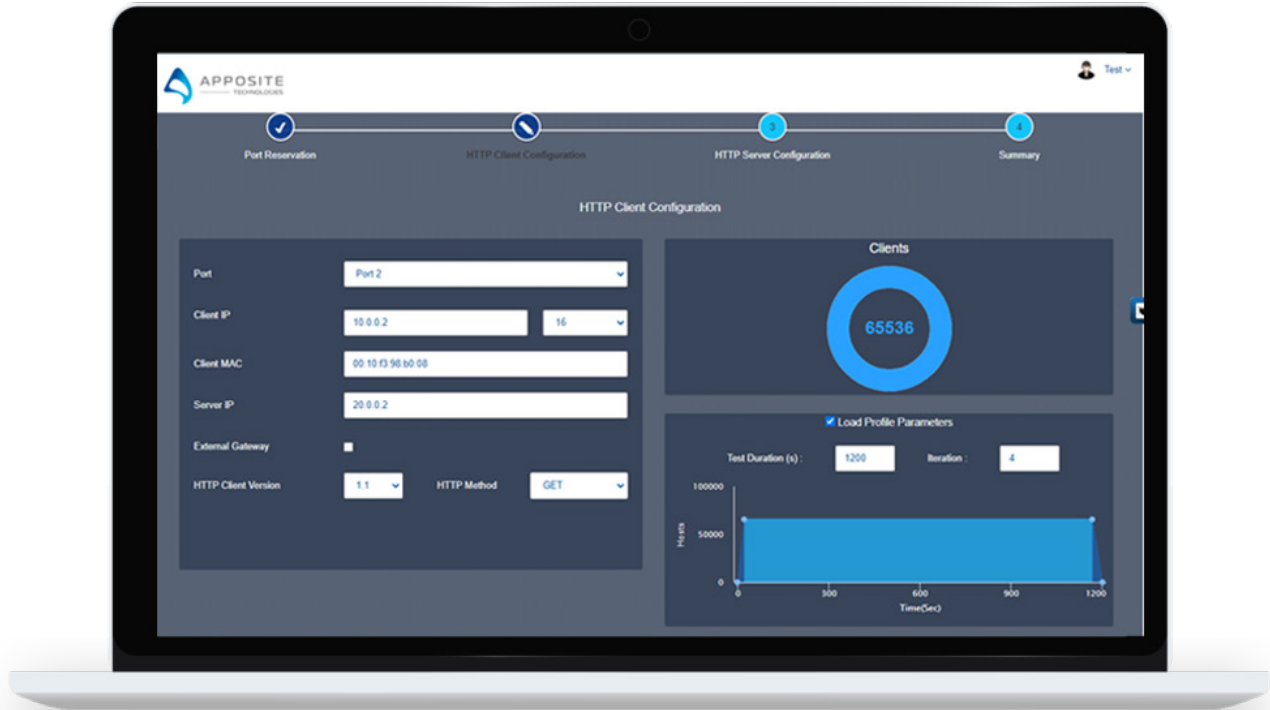 APPOSITE
TECHNOLOGIES
Test
3
4
Port Reservation
HTTP Client Configuration
HTTP Server Configuration
Summary
HTTP Client Configuration
Port
Port 2
Client IP
10.0.0.2
16
Client MAC
00:10:f3:98:b0:08
Server IP
20.0.0.2
External Gateway
HTTP Client Version
1.1
HTTP Method
GET
Clients
65536
Load Profile Parameters
Test Duration (s) :
1200
Iteration :
4
100000
50000
0
Hosts
0
300
600
900
1200
Time(Sec)